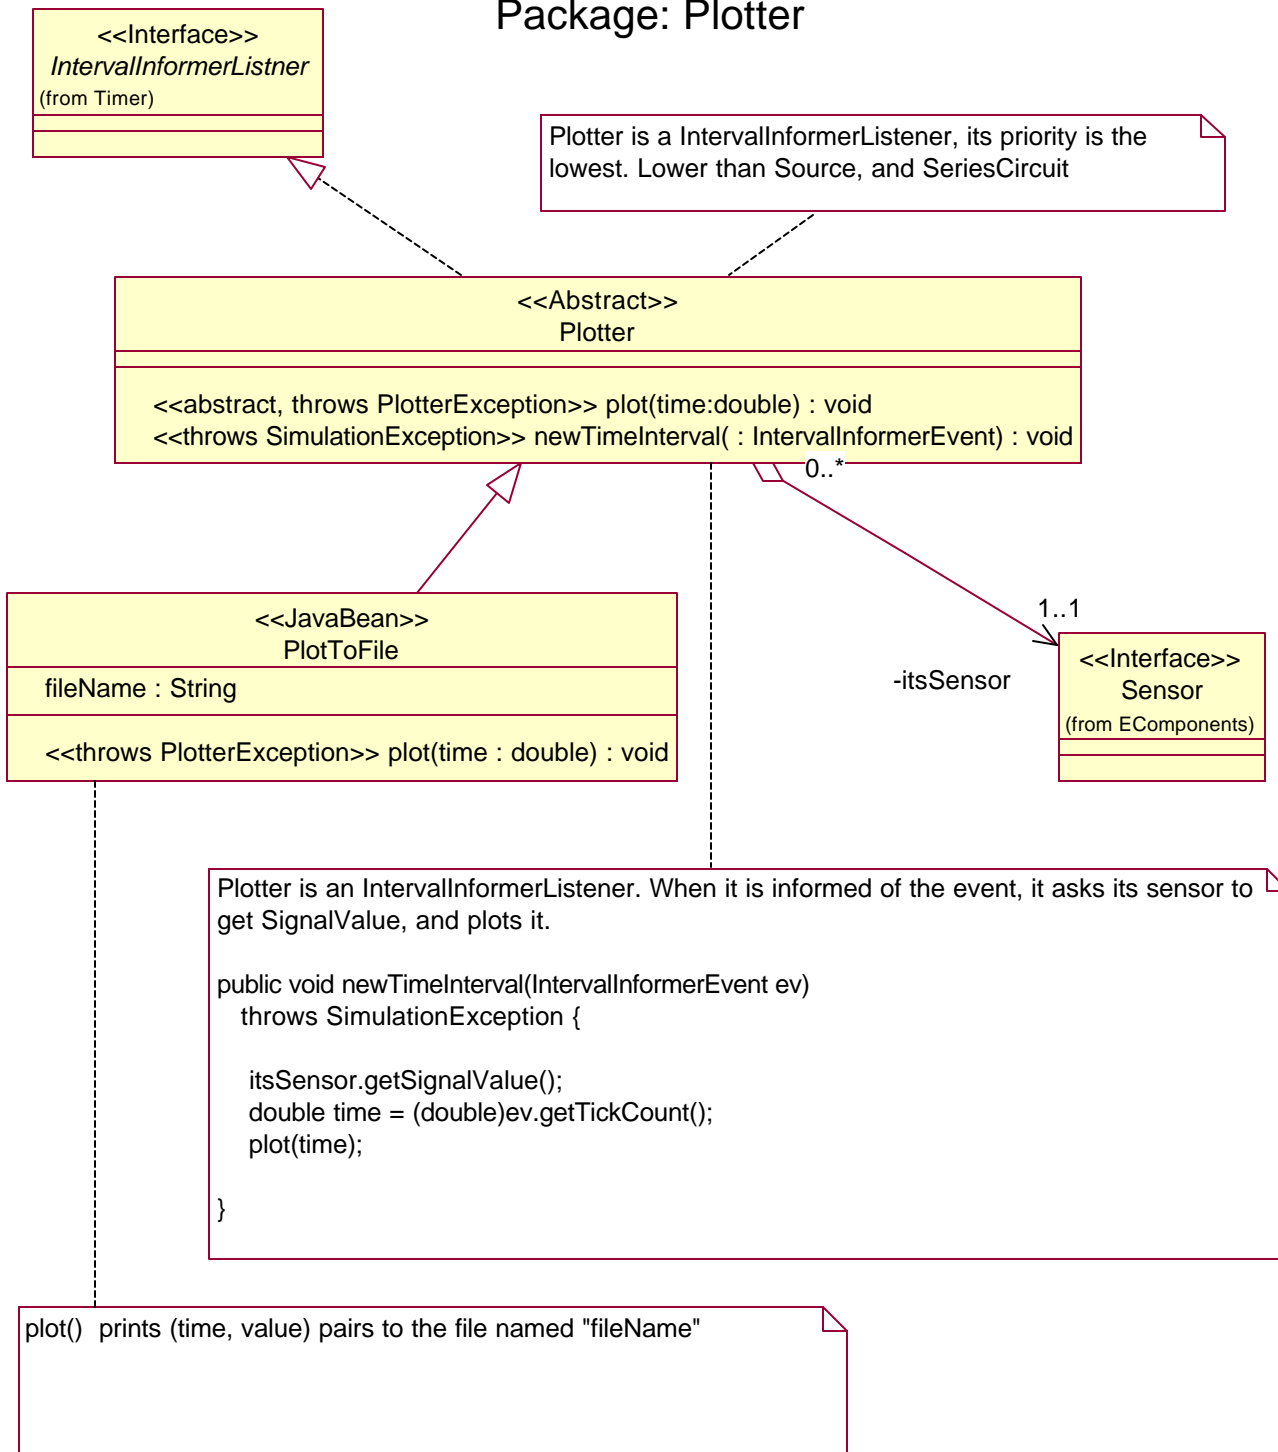 Package: Plotter
<<Interface>>
IntervalInformerListner
(from Timer)
Plotter is a IntervalInformerListener, its priority is the
lowest. Lower than Source, and SeriesCircuit
<<Abstract>>
Plotter
<<abstract, throws PlotterException>> plot(time:double) : void
<<throws SimulationException>> newTimeInterval( : IntervalInformerEvent) : void
0..*
1..1
-itsSensor
<<JavaBean>>
PlotToFile
fileName : String
<<throws PlotterException>> plot(time : double) : void
<<Interface>>
Sensor
(from EComponents)
Plotter is an IntervalInformerListener. When it is informed of the event, it asks its sensor to
get SignalValue, and plots it.
public void newTimeInterval(IntervalInformerEvent ev)
throws SimulationException {
itsSensor.getSignalValue();
double time = (double)ev.getTickCount();
plot(time);
}
plot()  prints (time, value) pairs to the file named "fileName"